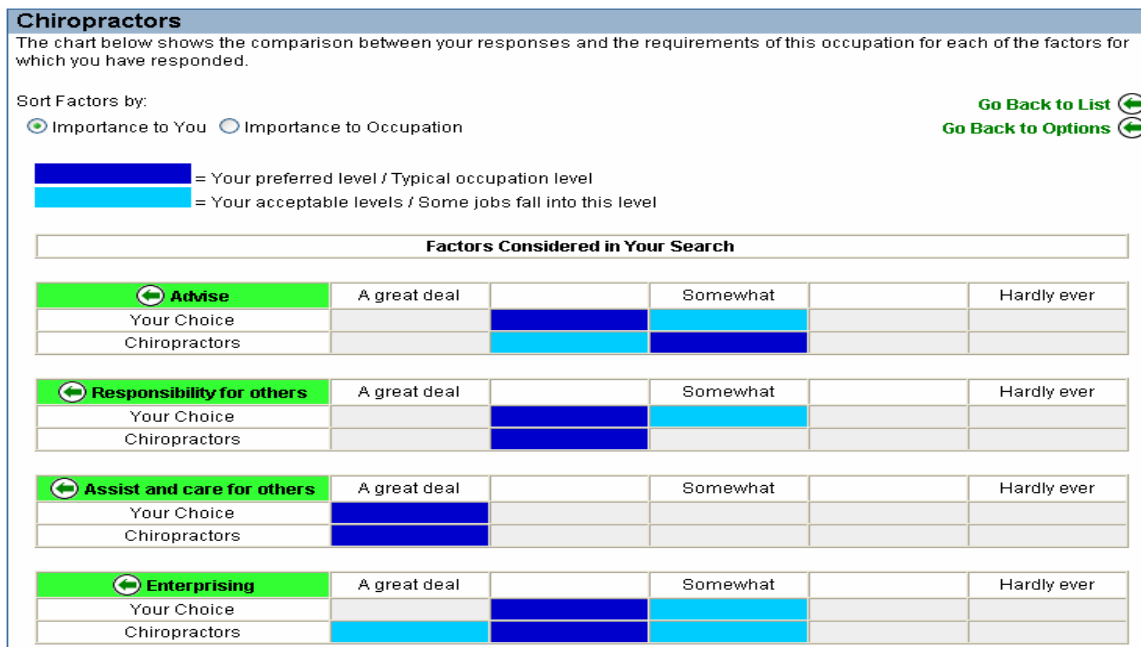 Chiropractors
The chart below shows the comparison between your responses and the requirements of this occupation for each of the factors for
which you have responded.
Sort Factors by:
Go Back to List
Importance to You Importance to Occupation
Go Back to Options
= Your preferred level / Typical occupation level
= Your acceptable levels / Some jobs fall into this level
Factors Considered in Your Search
Advise A great deal Somewhat Hardly ever
Your Choice
Chiropractors
Responsibility for others A great deal Somewhat Hardly ever
Your Choice
Chiropractors
Assist and care for others A great deal Somewhat Hardly ever
Your Choice
Chiropractors
Enterprising A great deal Somewhat Hardly ever
Your Choice
Chiropractors